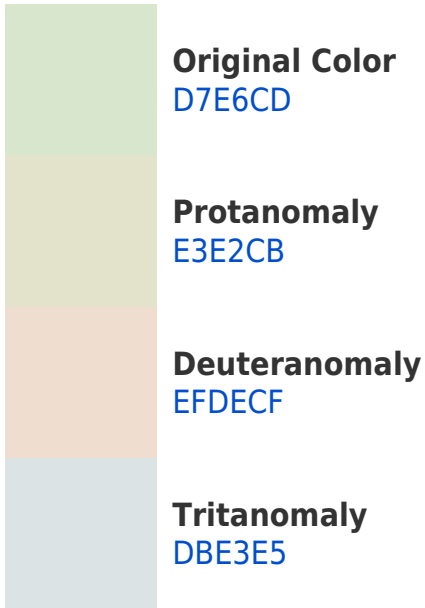 Original Color
D7E6CD
Protanomaly
E3E2CB
Deuteranomaly
EFDECF
Tritanomaly
DBE3E5